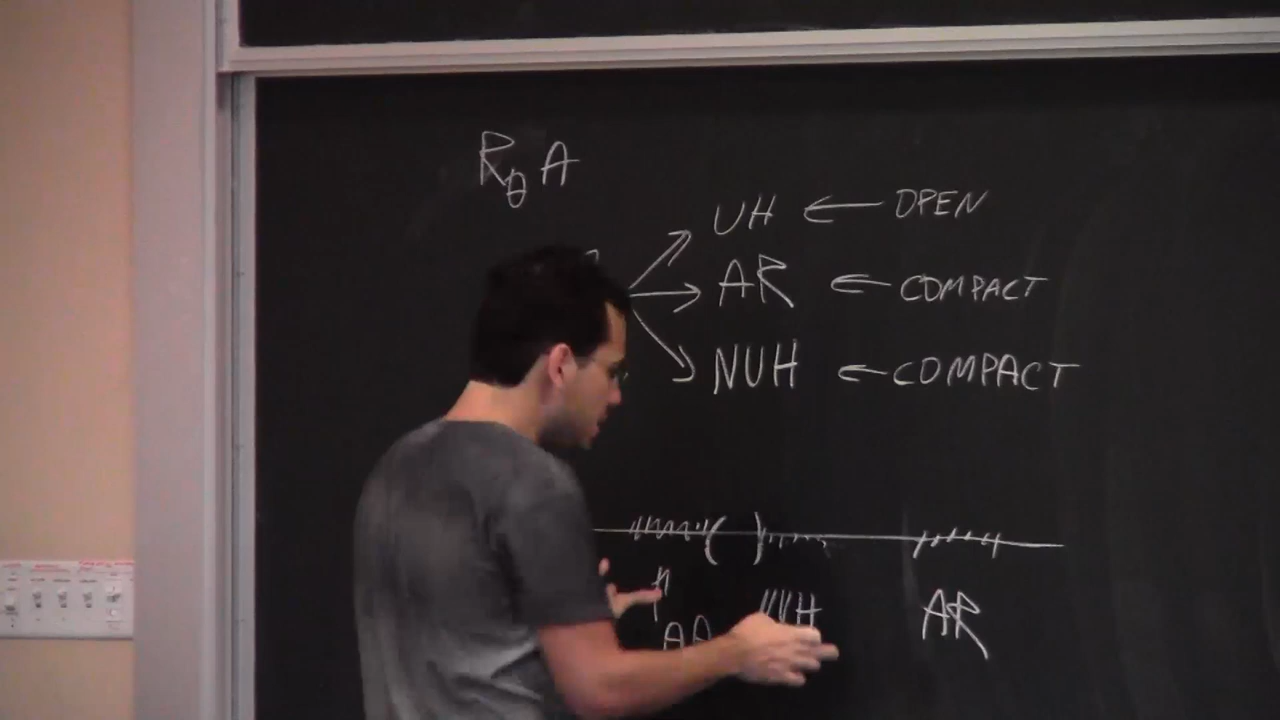 R_θ A
UH ← OPEN
AR ← COMPACT
NUH ← COMPACT
NUH AR